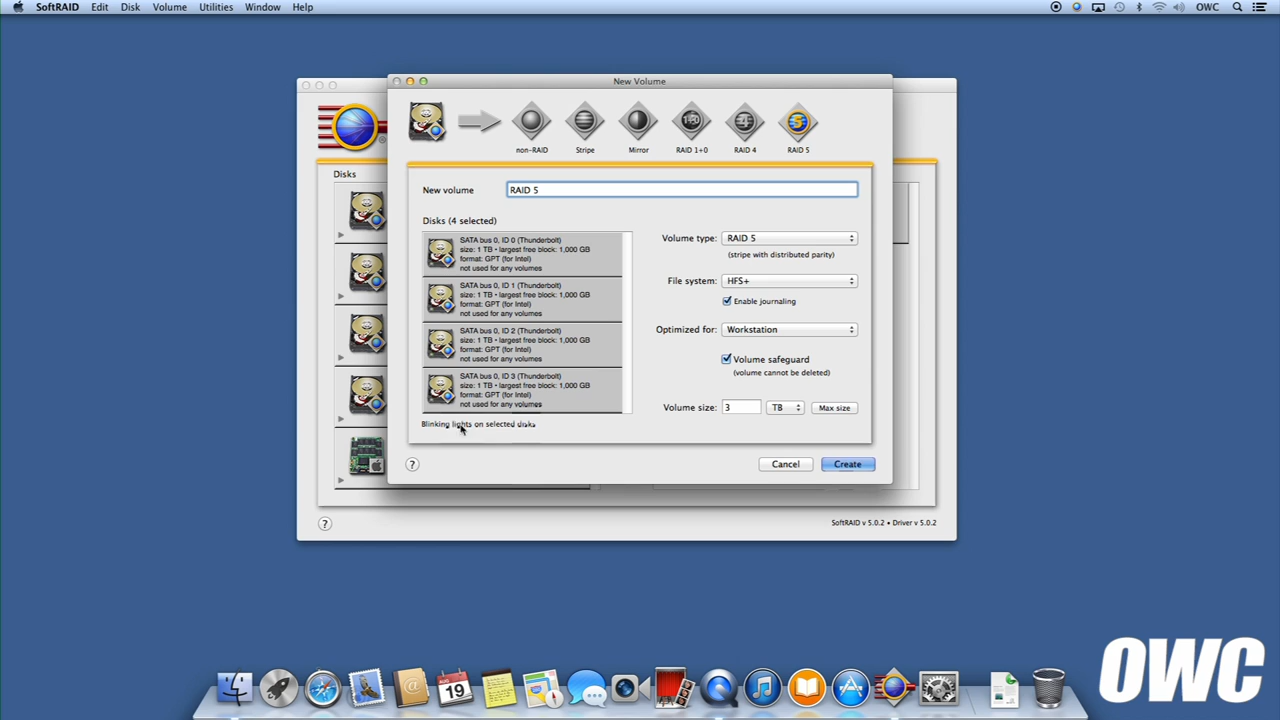 SoftRAID Edit Disk Volume Utilities Window Help OWC
New Volume
non-RAID Stripe Mirror RAID 1+0 RAID 4 RAID 5
1+0 4 5
Disks
New volume RAID 5
Disks (4 selected)
SATA bus 0, ID 0 (Thunderbolt)
size: 1 TB • largest free block: 1,000 GB
format: GPT (for Intel)
not used for any volumes
SATA bus 0, ID 1 (Thunderbolt)
size: 1 TB • largest free block: 1,000 GB
format: GPT (for Intel)
not used for any volumes
SATA bus 0, ID 2 (Thunderbolt)
size: 1 TB • largest free block: 1,000 GB
format: GPT (for Intel)
not used for any volumes
SATA bus 0, ID 3 (Thunderbolt)
size: 1 TB • largest free block: 1,000 GB
format: GPT (for Intel)
not used for any volumes
Blinking lights on selected disks
Volume type: RAID 5
(stripe with distributed parity)
File system: HFS+
Enable journaling
Optimized for: Workstation
Volume safeguard
(volume cannot be deleted)
Volume size: 3 TB Max size
? Cancel Create
? SoftRAID v 5.0.2 • Driver v 5.0.2
AUG
19
OWC